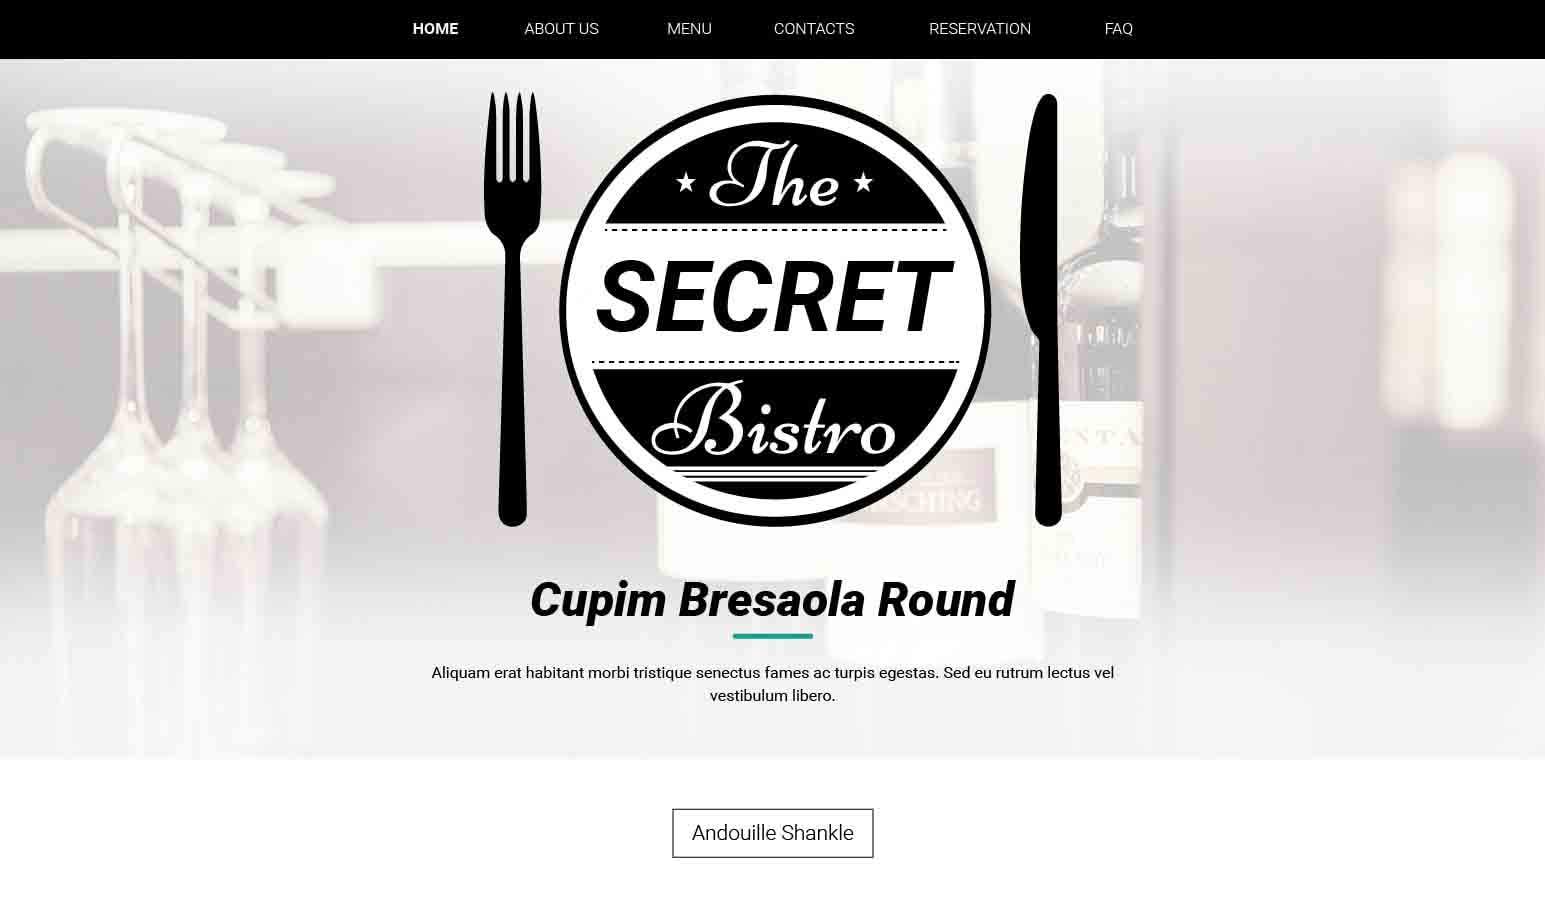 HOME ABOUT US MENU CONTACTS RESERVATION FAQ
The
SECRET
Bistro
Cupim Bresaola Round
Aliquam erat habitant morbi tristique senectus fames ac turpis egestas. Sed eu rutrum lectus vel
vestibulum libero.
Andouille Shankle